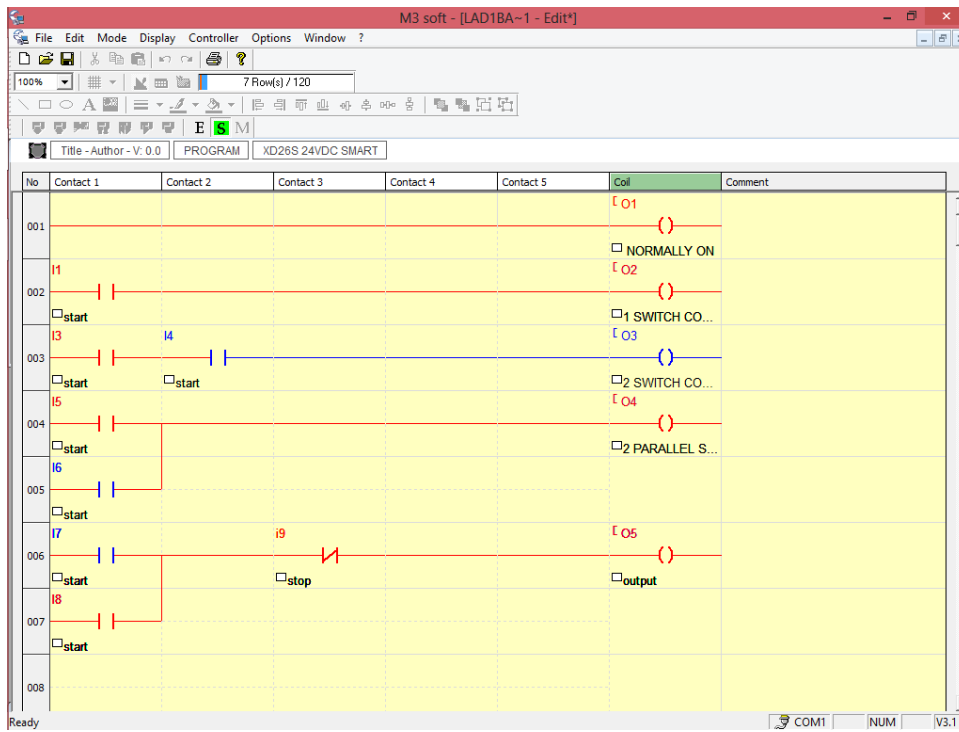 M3 soft - [LAD1BA~1 - Edit*]
File Edit Mode Display Controller Options Window ?
100% 7 Row(s) / 120
E S M
Title - Author - V: 0.0 PROGRAM XD26S 24VDC SMART
No Contact 1 Contact 2 Contact 3 Contact 4 Contact 5 Coil Comment
[ O1
001
NORMALLY ON
I1 [ O2
002
start 1 SWITCH CO...
I3 I4 [ O3
003
start start 2 SWITCH CO...
I5 [ O4
004
start 2 PARALLEL S...
I6
005
start
I7 i9 [ O5
006
start stop output
I8
007
start
008
Ready COM1 NUM V3.1